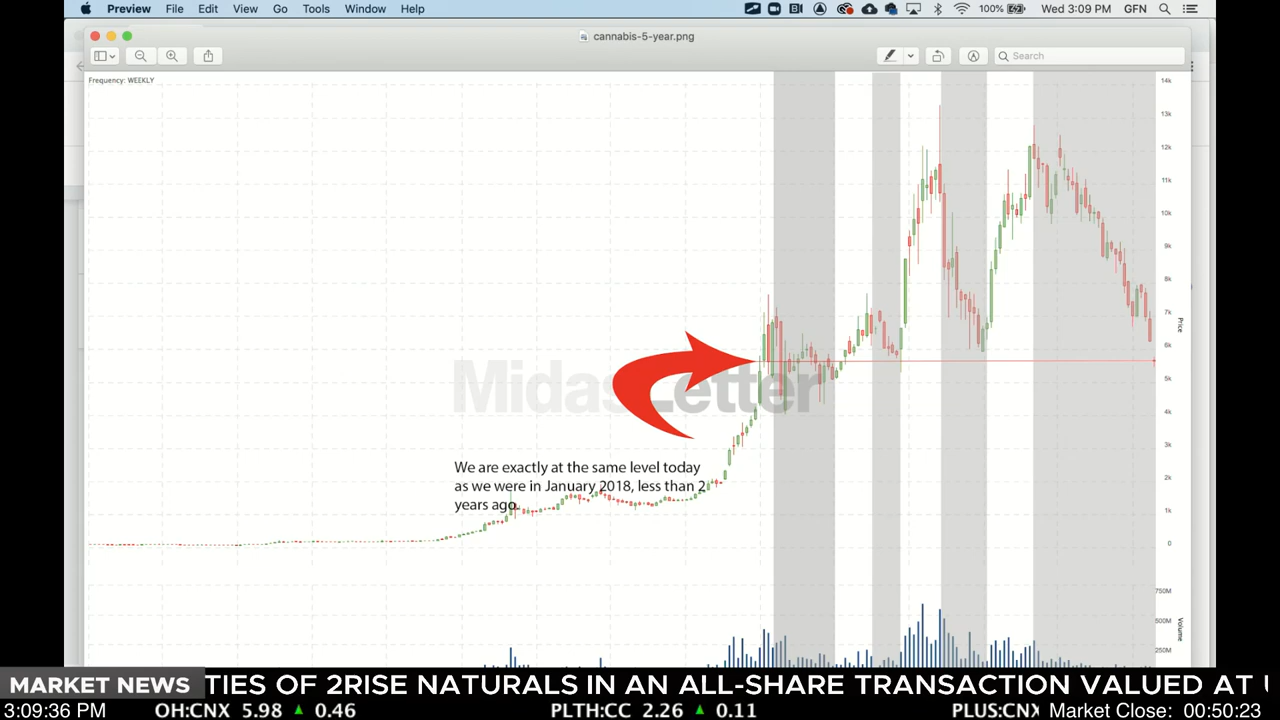 Preview File Edit View Go Tools Window Help 100% Wed 3:09 PM GFN
cannabis-5-year.png
Search
Frequency: WEEKLY
14k
13k
12k
11k
10k
9k
8k
7k
Price
6k
5k
MidasLetter
4k
3k
We are exactly at the same level today
as we were in January 2018, less than 2
years ago.
2k
1k
0
750M
500M
Volume
250M
MARKET NEWS TIES OF 2RISE NATURALS IN AN ALL-SHARE TRANSACTION VALUED AT
3:09:36 PM OH:CNX 5.98 ▲ 0.46 PLTH:CC 2.26 ▲ 0.11 PLUS:CNX Market Close: 00:50:23